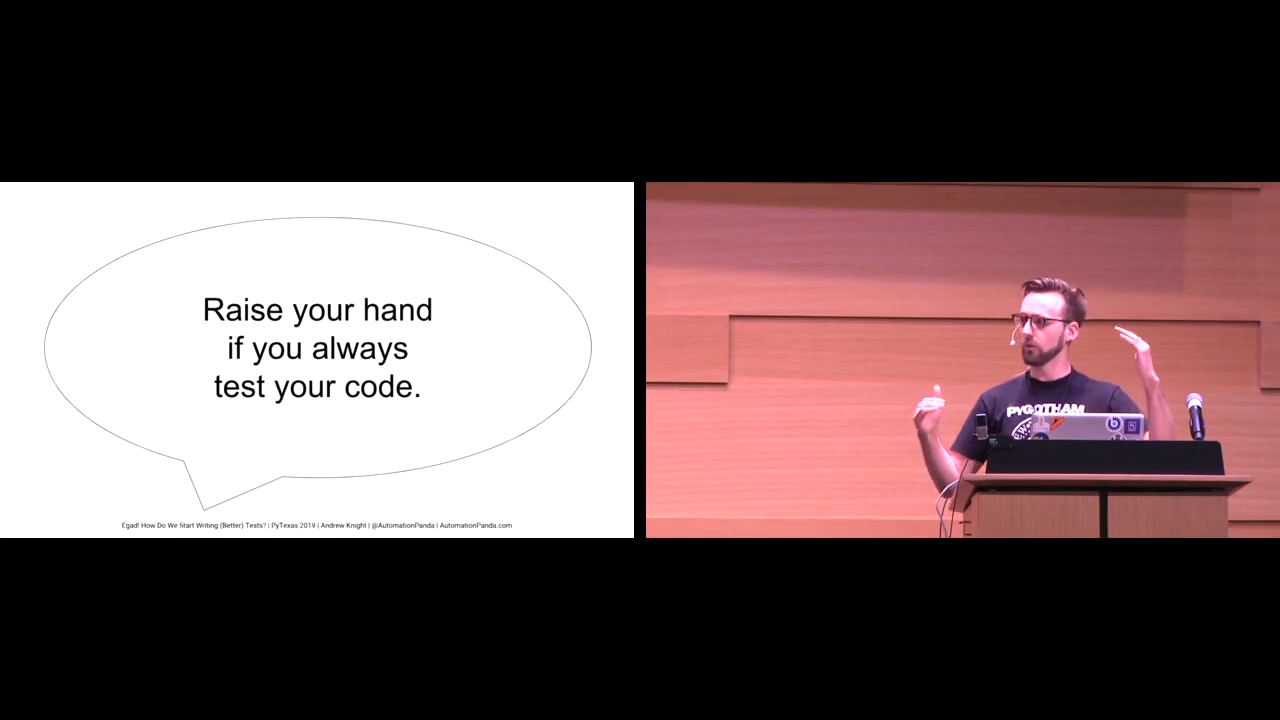 Raise your hand
if you always
test your code.
Egad! How Do We Start Writing (Better) Tests? | PyTexas 2019 | Andrew Knight | @AutomationPanda | AutomationPanda.com
PYGOTHAM